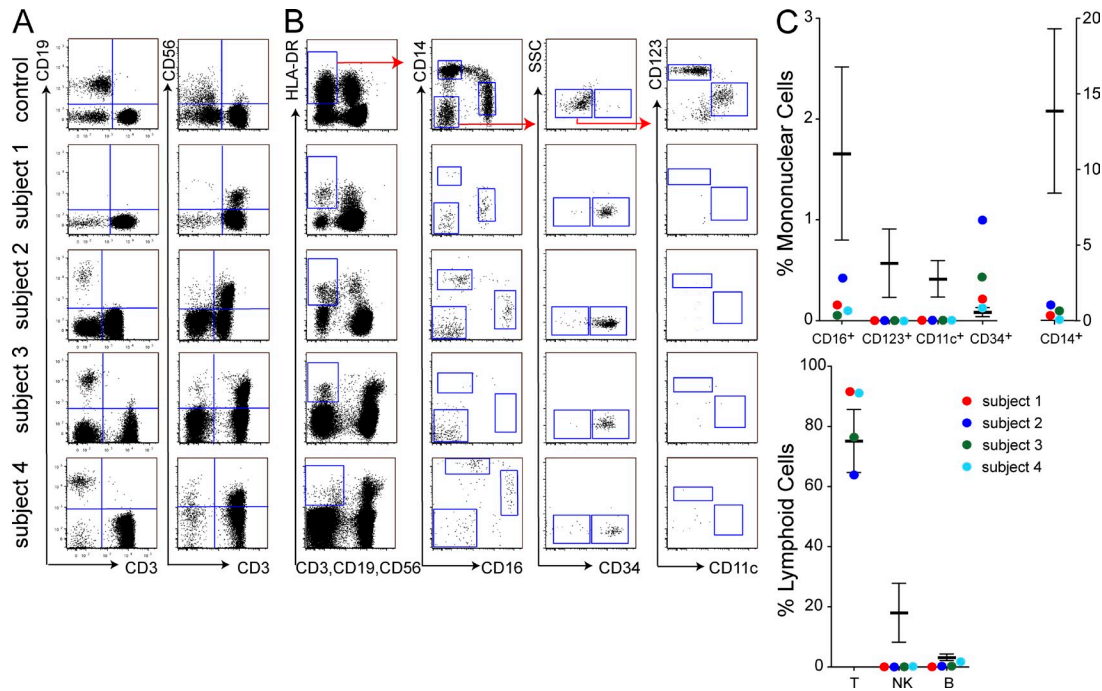 A
B
C
CD19
CD56
HLA-DR
CD14
SSC
CD123
control
subject 1
subject 2
subject 3
subject 4
CD3
CD3
CD3,CD19,CD56
CD16
CD34
CD11c
% Mononuclear Cells
3
2
1
0
20
15
10
5
0
CD16+
CD123+
CD11c+
CD34+
CD14+
% Lymphoid Cells
100
80
60
40
20
0
T
NK
B
subject 1
subject 2
subject 3
subject 4